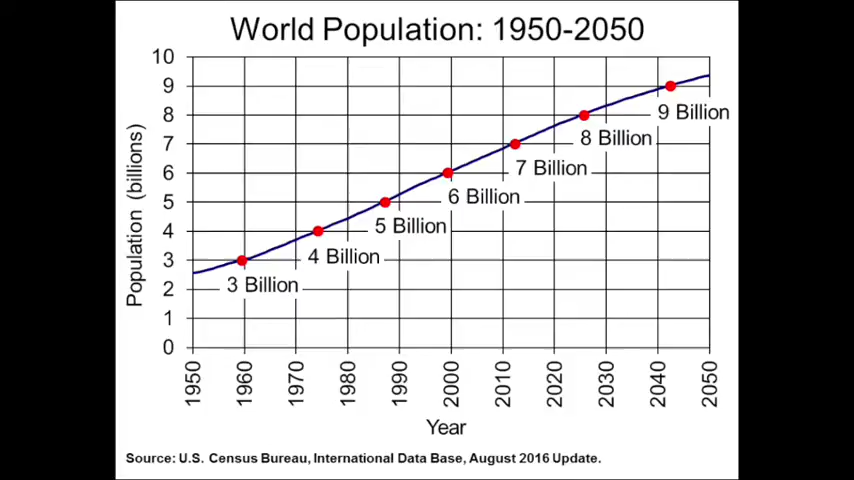 World Population: 1950-2050
Population (billions)
10
9
8
7
6
5
4
3
2
1
0
9 Billion
8 Billion
7 Billion
6 Billion
5 Billion
4 Billion
3 Billion
1950 1960 1970 1980 1990 2000 2010 2020 2030 2040 2050
Year
Source: U.S. Census Bureau, International Data Base, August 2016 Update.